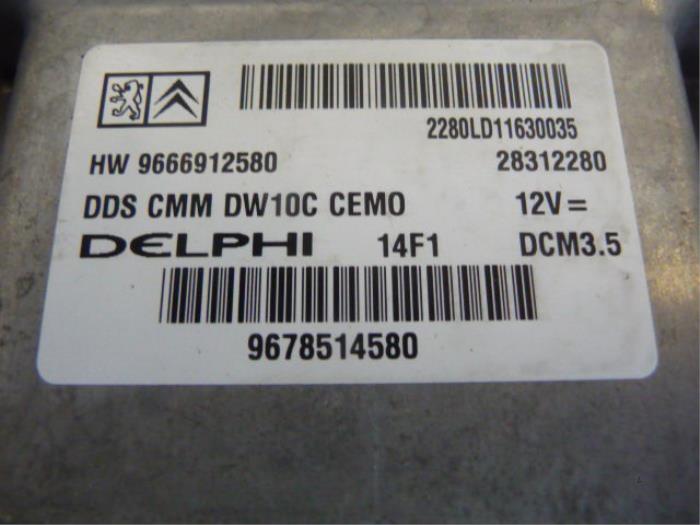 2280LD11630035
HW 9666912580 28312280
DDS CMM DW10C CEMO 12V=
DELPHI 14F1 DCM3.5
9678514580